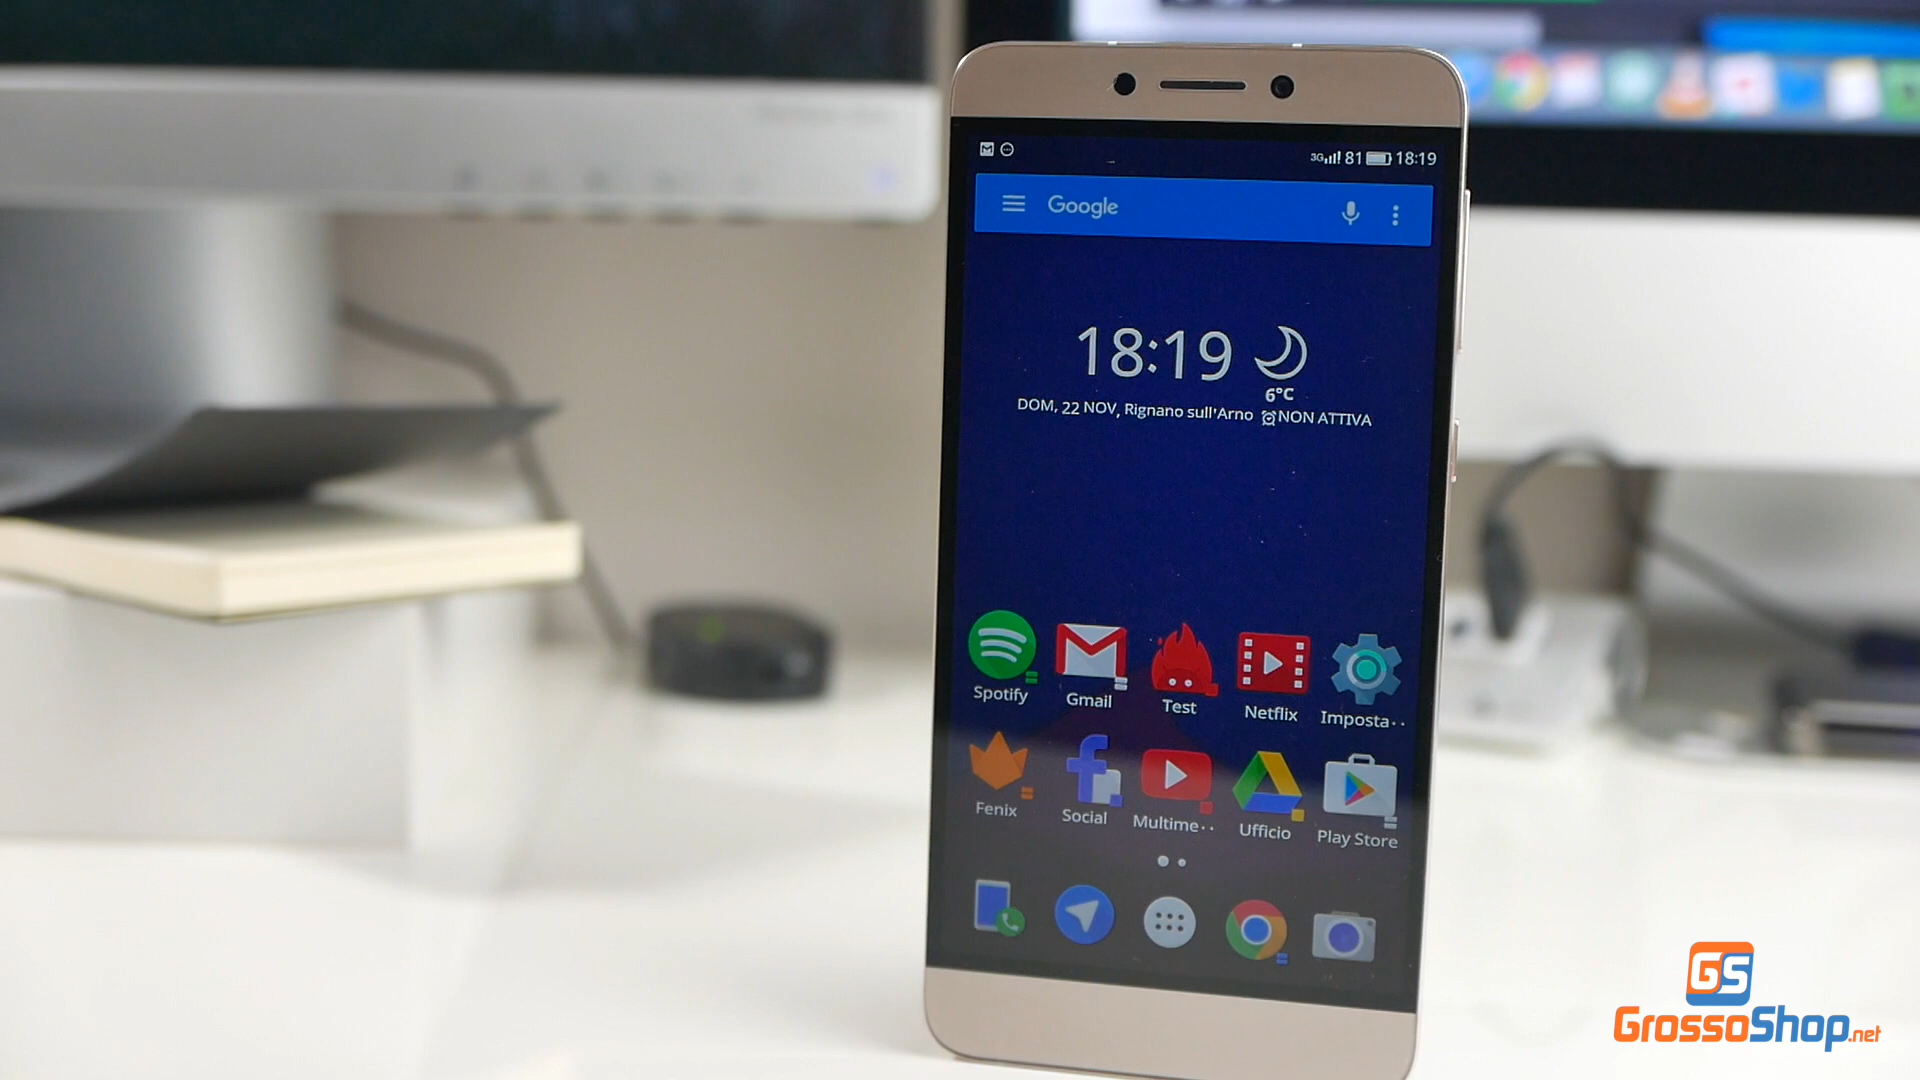 3G 81 18:19
Google
18:19
6°C
DOM, 22 NOV, Rignano sull'Arno NON ATTIVA
Spotify Gmail Test Netflix Imposta··
Fenix Social Multime·· Ufficio Play Store
GS
GrossoShop.net